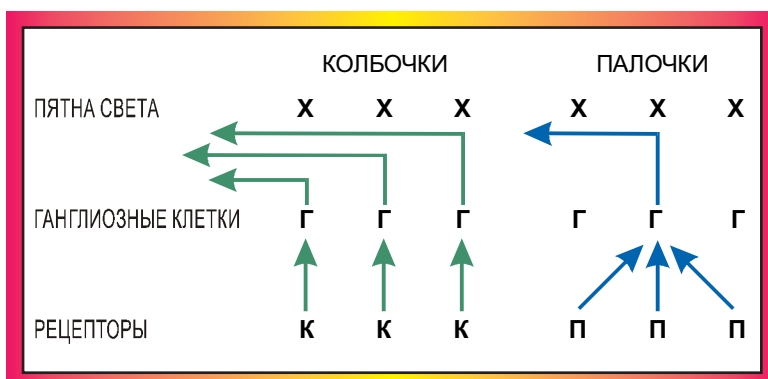 КОЛБОЧКИ ПАЛОЧКИ
ПЯТНА СВЕТА Х Х Х Х Х Х
ГАНГЛИОЗНЫЕ КЛЕТКИ Г Г Г Г Г Г
РЕЦЕПТОРЫ К К К П П П